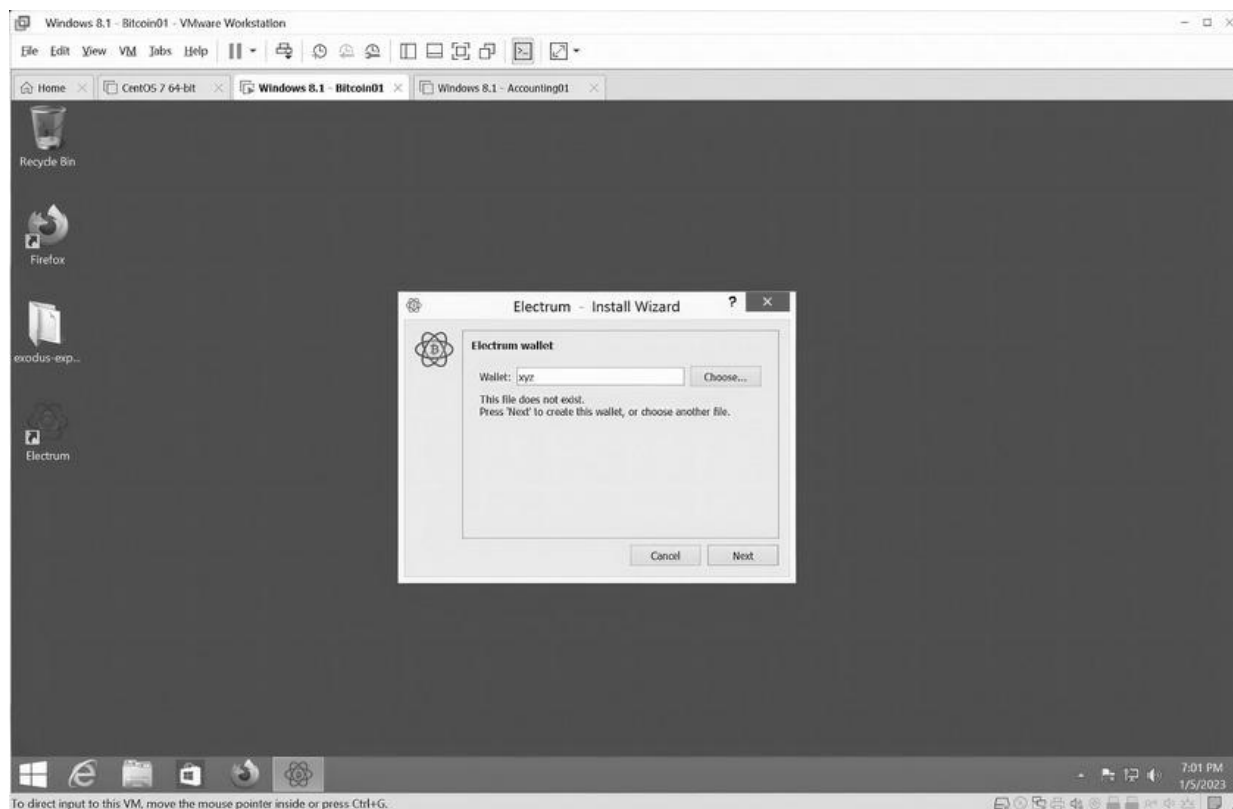 Windows 8.1 - Bitcoin01 - VMware Workstation
File Edit View VM Tabs Help
Home CentOS 7 64-bit Windows 8.1 - Bitcoin01 Windows 8.1 - Accounting01
Recycle Bin
Firefox
exodus-exp...
Electrum
Electrum - Install Wizard
Electrum wallet
Wallet: xyz Choose...
This file does not exist.
Press 'Next' to create this wallet, or choose another file.
Cancel Next
7:01 PM
1/5/2023
To direct input to this VM, move the mouse pointer inside or press Ctrl+G.